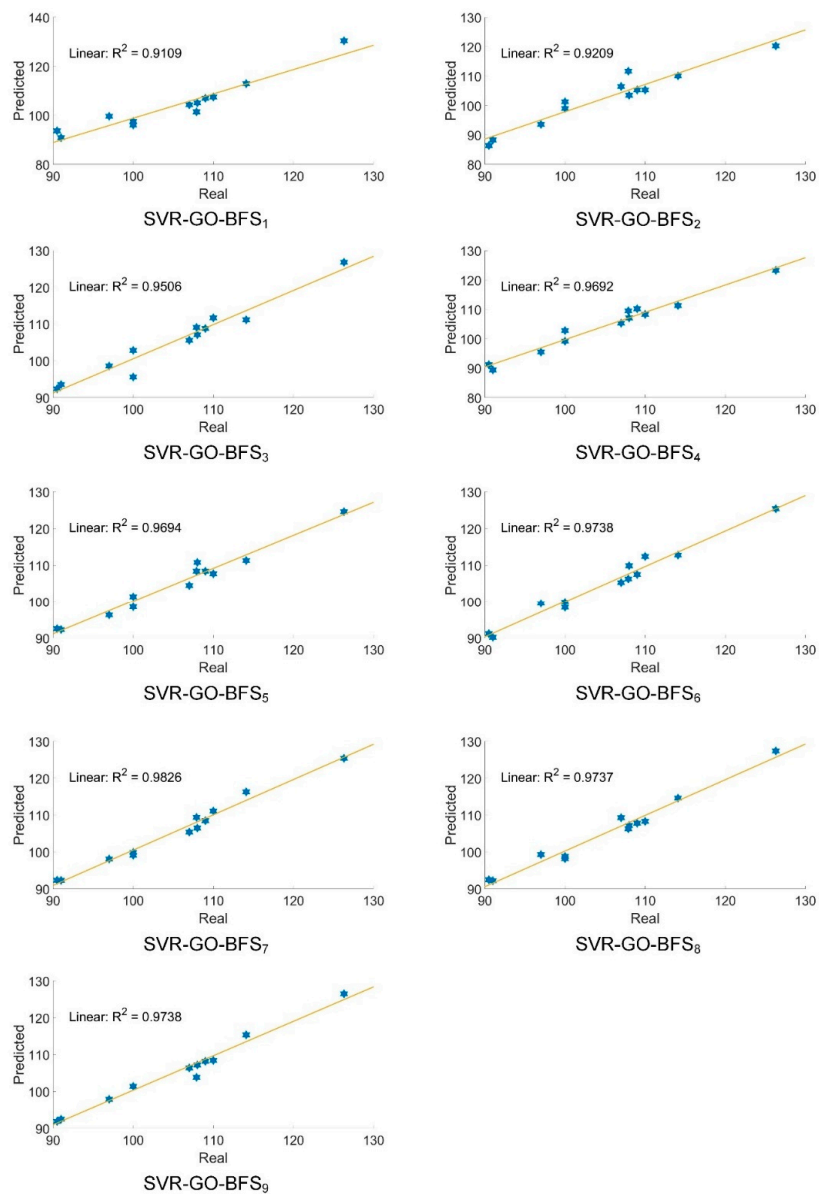 140
120
100
80
Predicted
Linear: R² = 0.9109
90 100 110 120 130
Real
SVR-GO-BFS₁
130
120
110
100
90
80
Predicted
Linear: R² = 0.9209
90 100 110 120 130
Real
SVR-GO-BFS₂
130
120
110
100
90
Predicted
Linear: R² = 0.9506
90 100 110 120 130
Real
SVR-GO-BFS₃
130
120
110
100
90
80
Predicted
Linear: R² = 0.9692
90 100 110 120 130
Real
SVR-GO-BFS₄
130
120
110
100
90
Predicted
Linear: R² = 0.9694
90 100 110 120 130
Real
SVR-GO-BFS₅
130
120
110
100
90
Predicted
Linear: R² = 0.9738
90 100 110 120 130
Real
SVR-GO-BFS₆
130
120
110
100
90
Predicted
Linear: R² = 0.9826
90 100 110 120 130
Real
SVR-GO-BFS₇
130
120
110
100
90
Predicted
Linear: R² = 0.9737
90 100 110 120 130
Real
SVR-GO-BFS₈
130
120
110
100
90
Predicted
Linear: R² = 0.9738
90 100 110 120 130
Real
SVR-GO-BFS₉